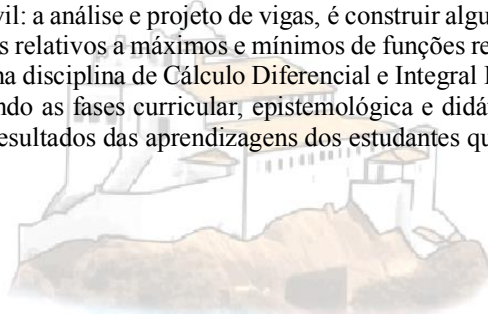 vil: a análise e projeto de vigas, é construir algu
s relativos a máximos e mínimos de funções re
na disciplina de Cálculo Diferencial e Integral I
ndo as fases curricular, epistemológica e didá
esultados das aprendizagens dos estudantes qu